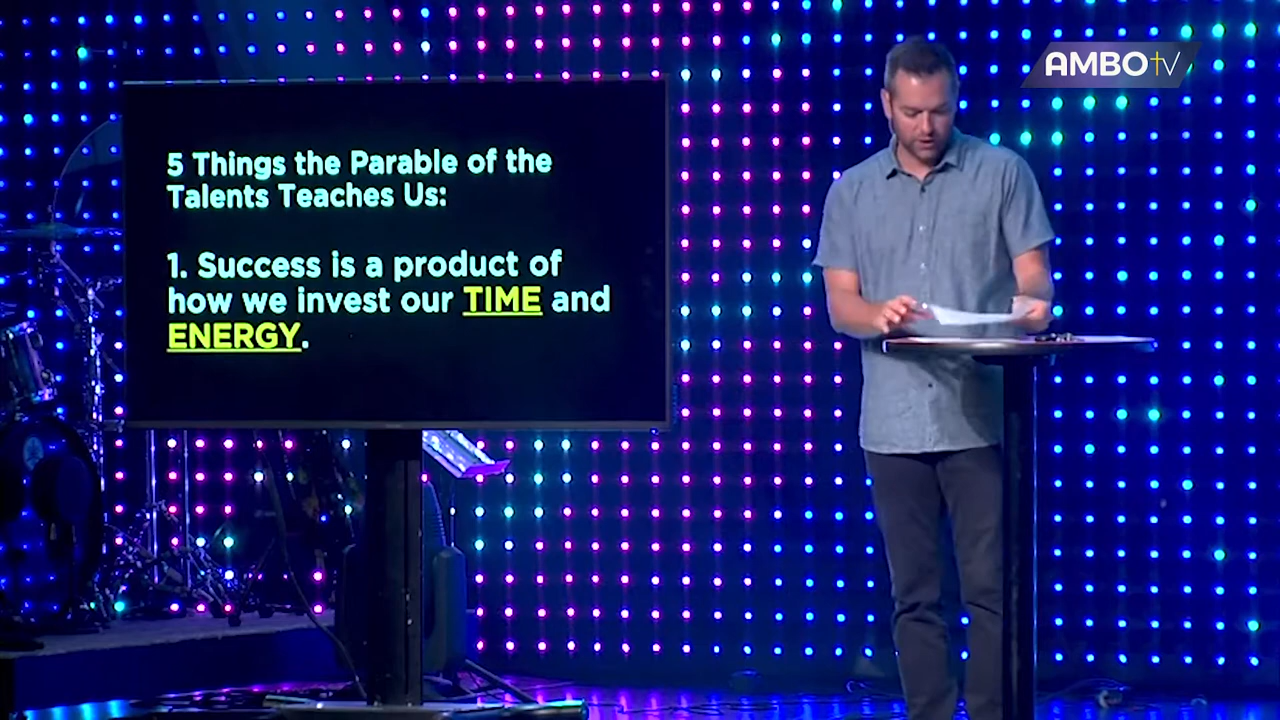 AMBOtv
5 Things the Parable of the
Talents Teaches Us:
1. Success is a product of
how we invest our TIME and
ENERGY.